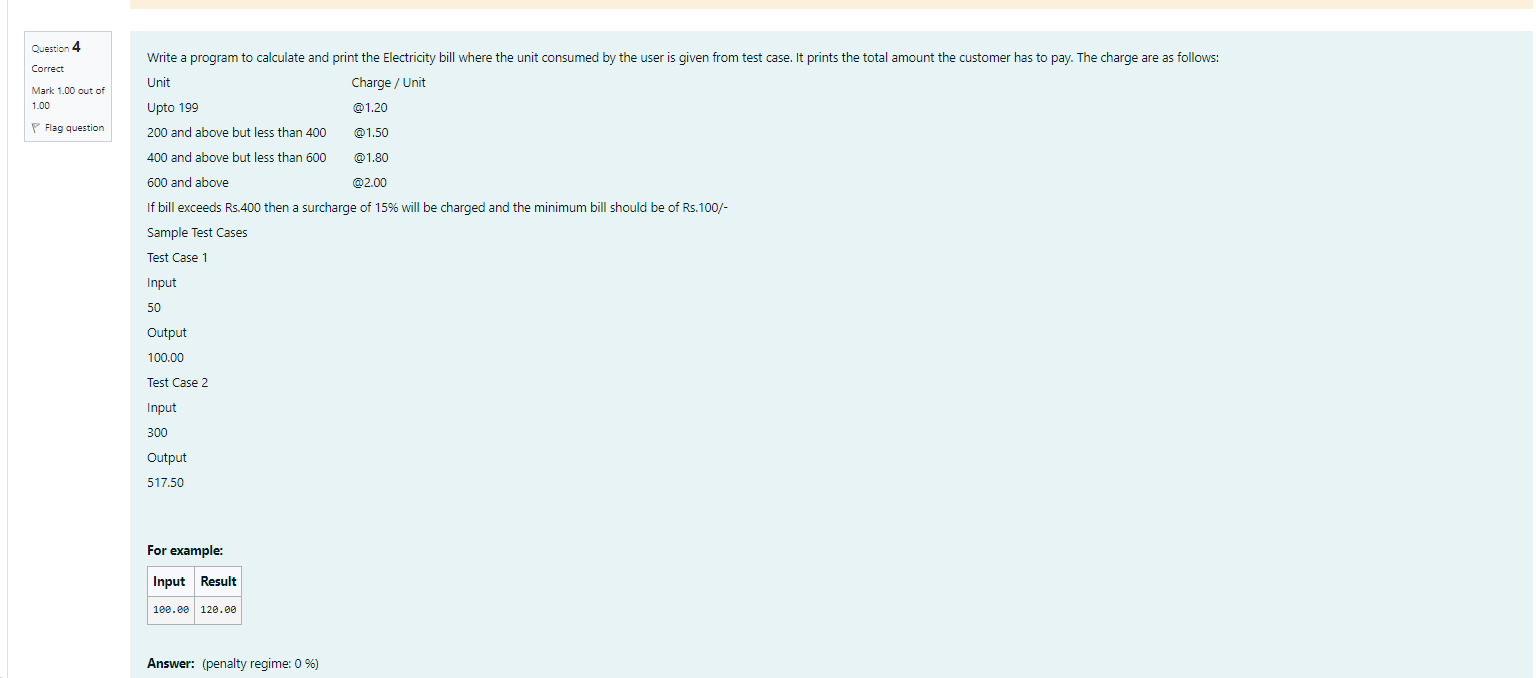 Question 4
Correct
Mark 1.00 out of
1.00
Flag question
Write a program to calculate and print the Electricity bill where the unit consumed by the user is given from test case. It prints the total amount the customer has to pay. The charge are as follows:
Unit Charge / Unit
Upto 199 @1.20
200 and above but less than 400 @1.50
400 and above but less than 600 @1.80
600 and above @2.00
If bill exceeds Rs.400 then a surcharge of 15% will be charged and the minimum bill should be of Rs.100/-
Sample Test Cases
Test Case 1
Input
50
Output
100.00
Test Case 2
Input
300
Output
517.50
For example:
Input Result
100.00 120.00
Answer: (penalty regime: 0 %)